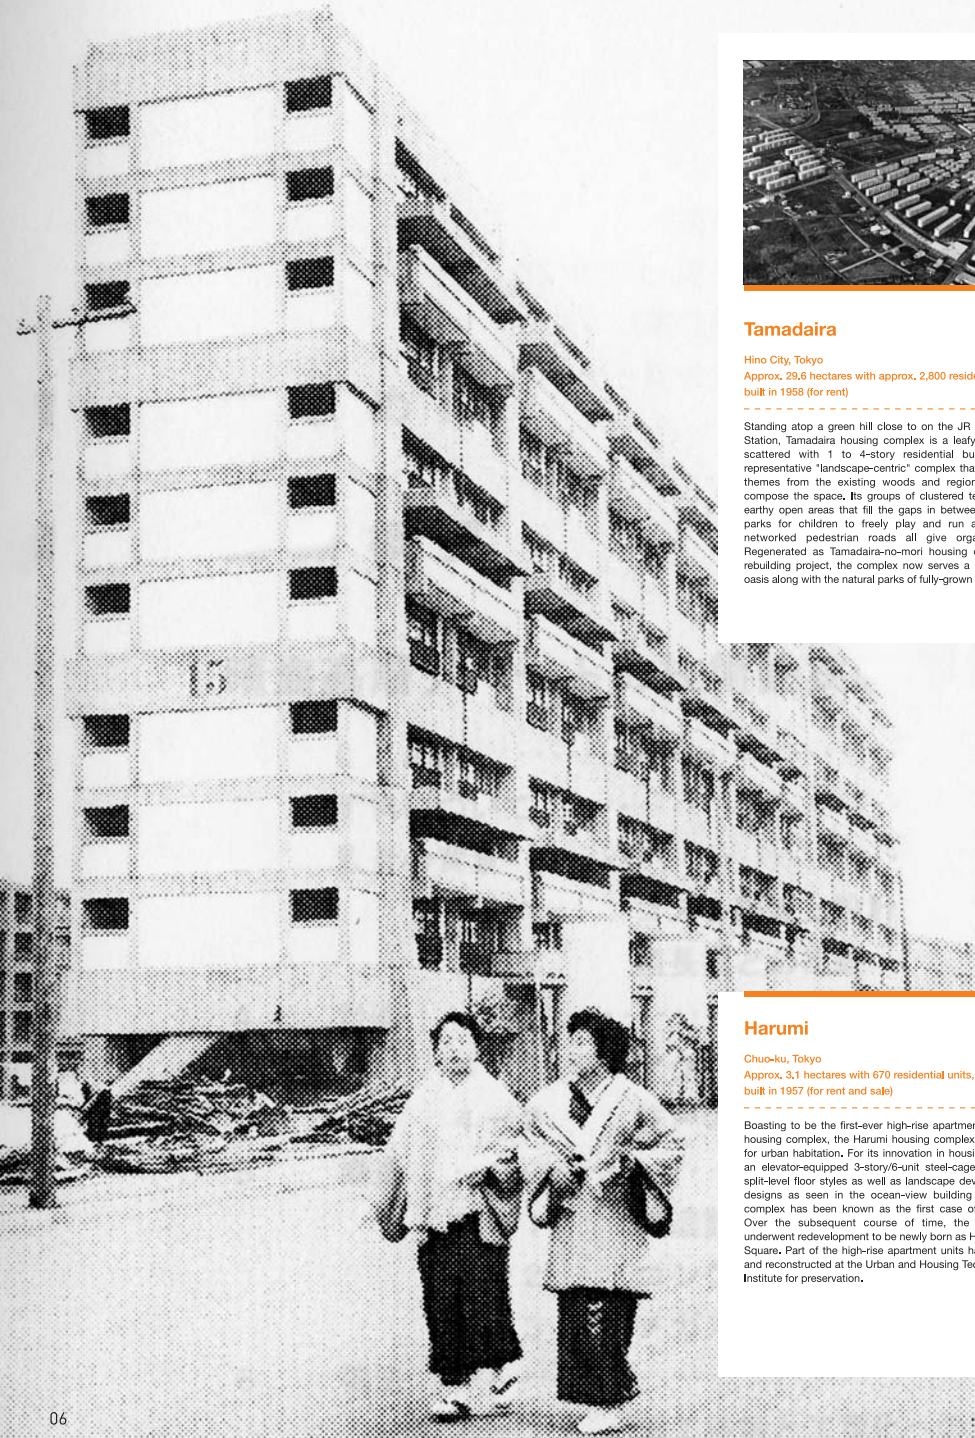 15
Tamadaira
Hino City, Tokyo
Approx. 29.6 hectares with approx. 2,800 reside
built in 1958 (for rent)
Standing atop a green hill close to on the JR
Station, Tamadaira housing complex is a leafy
scattered with 1 to 4-story residential bu
representative "landscape-centric" complex tha
themes from the existing woods and region
compose the space. Its groups of clustered te
earthy open areas that fill the gaps in betwee
parks for children to freely play and run a
networked pedestrian roads all give orga
Regenerated as Tamadaira-no-mori housing
rebuilding project, the complex now serves a
oasis along with the natural parks of fully-grown
Harumi
Chuo-ku, Tokyo
Approx. 3.1 hectares with 670 residential units,
built in 1957 (for rent and sale)
Boasting to be the first-ever high-rise apartmen
housing complex, the Harumi housing complex
for urban habitation. For its innovation in housi
an elevator-equipped 3-story/6-unit steel-cage
split-level floor styles as well as landscape dev
designs as seen in the ocean-view building
complex has been known as the first case of
Over the subsequent course of time, the
underwent redevelopment to be newly born as H
Square. Part of the high-rise apartment units ha
and reconstructed at the Urban and Housing Tec
Institute for preservation.
06